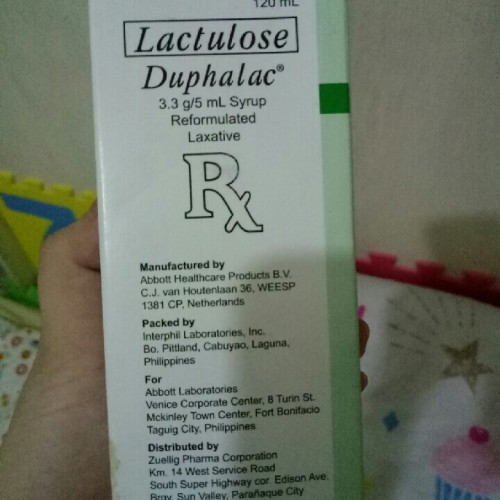 120 mL
Lactulose
Duphalac®
3.3 g/5 mL Syrup
Reformulated
Laxative
Rx
Manufactured by
Abbott Healthcare Products B.V.
C.J. van Houtenlaan 36, WEESP
1381 CP, Netherlands
Packed by
Interphil Laboratories, Inc.
Bo. Pittland, Cabuyao, Laguna,
Philippines
For
Abbott Laboratories
Venice Corporate Center, 8 Turin St.
Mckinley Town Center, Fort Bonifacio
Taguig City, Philippines
Distributed by
Zuellig Pharma Corporation
Km. 14 West Service Road
South Super Highway cor. Edison Ave.
Brgy. Sun Valley, Parañaque City